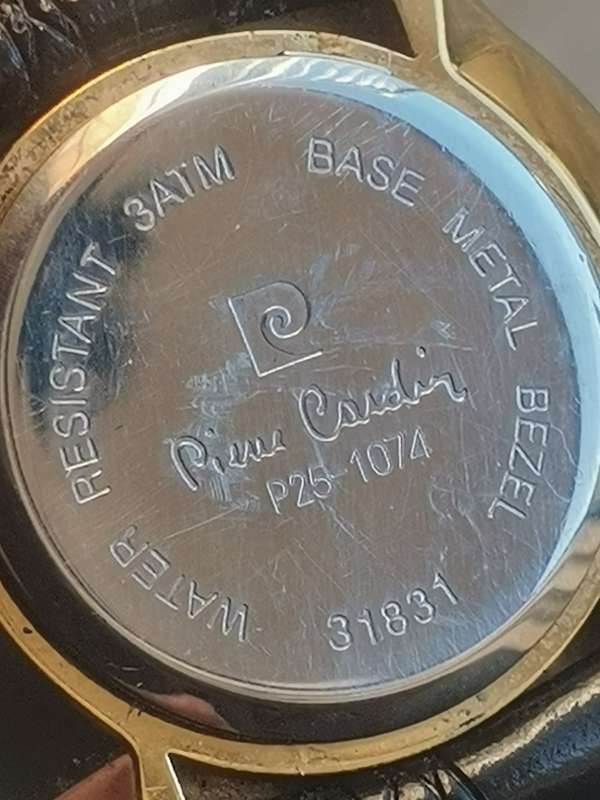 WATER RESISTANT 3ATM
BASE METAL BEZEL
Pierre Cardin
P25-1074
31831